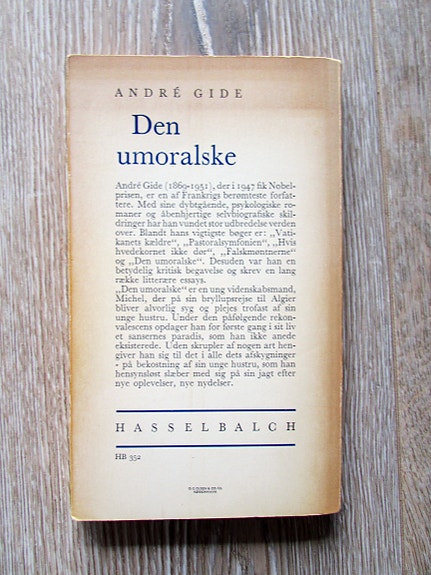 ANDRÉ GIDE
Den
umoralske
André Gide (1869-1951), der i 1947 fik Nobel-
prisen, er en af Frankrigs berømteste forfat-
tere. Med sine dybtgående, psykologiske ro-
maner og åbenhjertige selvbiografiske skil-
dringer har han vundet stor udbredelse verden
over. Blandt hans vigtigste bøger er: „Vati-
kanets kældre“, „Pastoralsymfonien“, „Hvis
hvedekornet ikke dør“, „Falskmøntnerne“
og „Den umoralske“. Desuden var han en
betydelig kritisk begavelse og skrev en lang
række litterære essays.
„Den umoralske“ er en ung videnskabsmand,
Michel, der på sin bryllupsrejse til Algier
bliver alvorlig syg og plejes trofast af sin
unge hustru. Under den påfølgende rekon-
valescens opdager han for første gang i sit liv
et sansernes paradis, som han ikke anede
eksisterede. Uden skrupler af nogen art hen-
giver han sig til det i alle dets afskygninger
- på bekostning af sin unge hustru, som han
hensynsløst slæber med sig på sin jagt efter
nye oplevelser, nye nydelser.
HASSELBALCH
HB 352